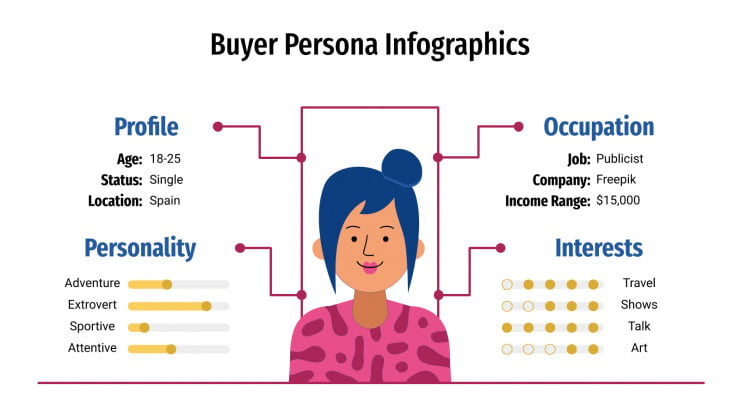 Buyer Persona Infographics
Profile
Age: 18-25
Status: Single
Location: Spain
Occupation
Job: Publicist
Company: Freepik
Income Range: $15,000
Personality
Adventure
Extrovert
Sportive
Attentive
Interests
Travel
Shows
Talk
Art